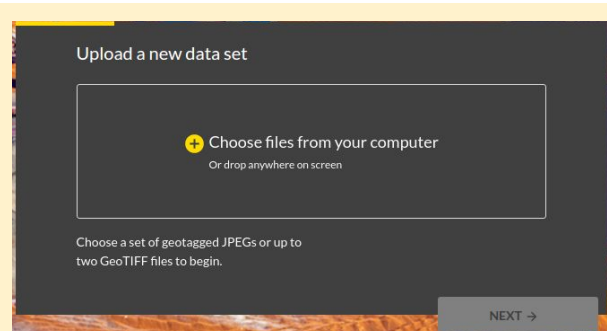 Upload a new data set
Choose files from your computer
Or drop anywhere on screen
Choose a set of geotagged JPEGs or up to
two GeoTIFF files to begin.
NEXT →